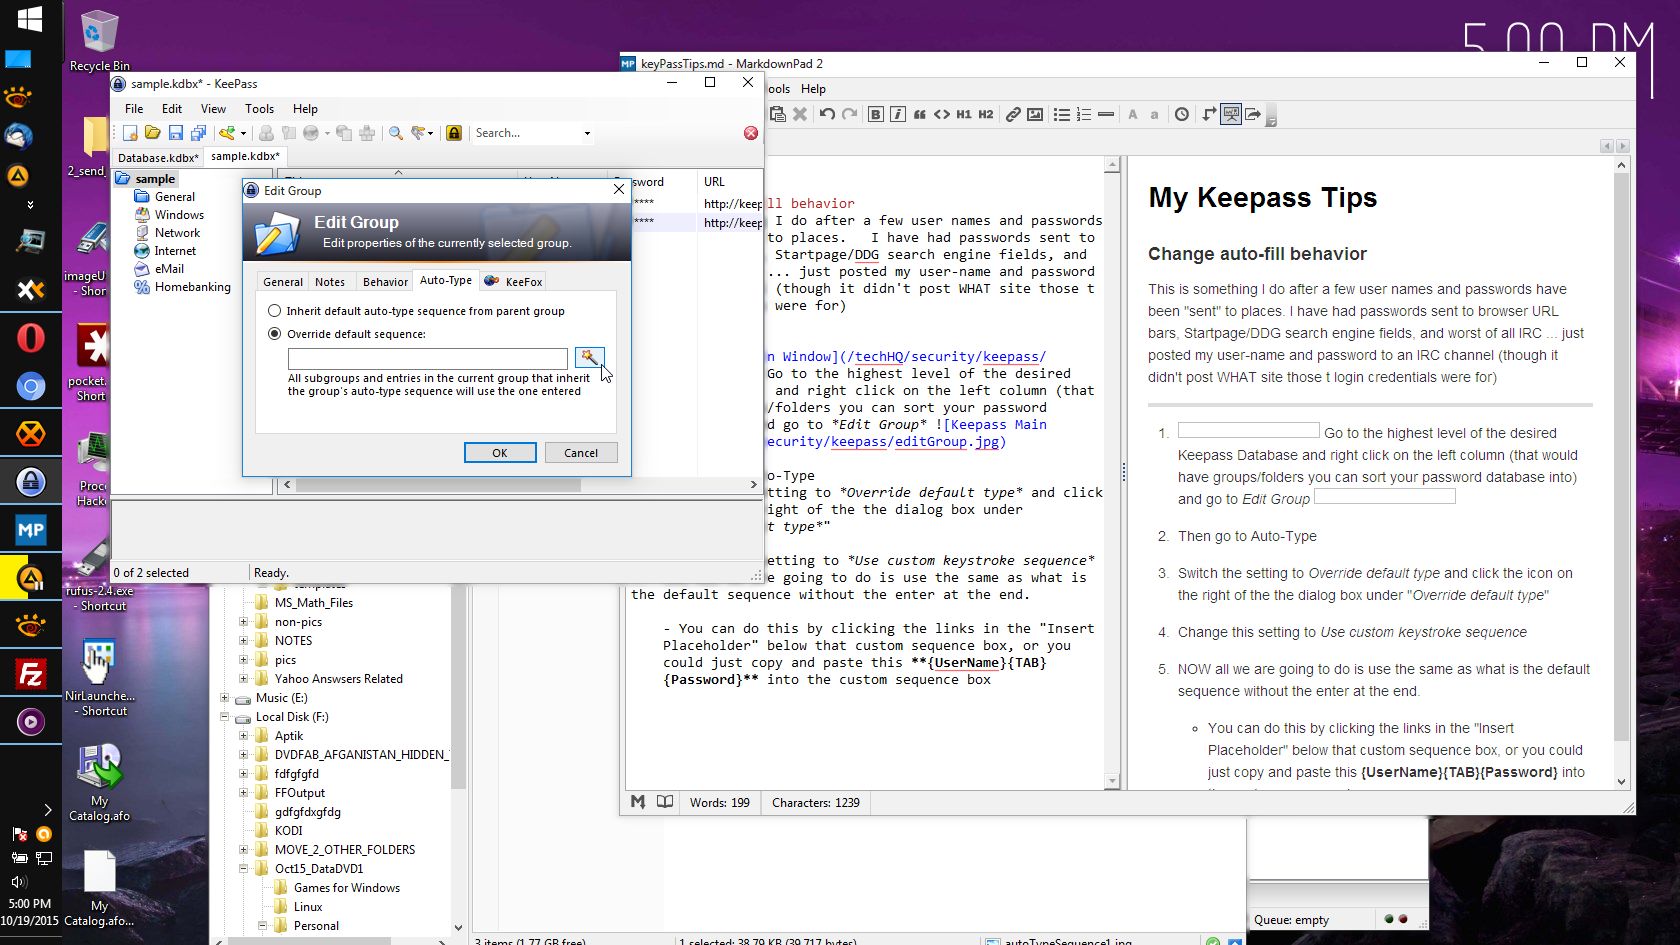 5:00 PM
Recycle Bin
2_send_
imageU
- Shor
pocket.
Short
Proce
Hacke
rufus-2.4.exe
- Shortcut
NirLaunche...
- Shortcut
My
Catalog.afo
My
Catalog.afo...
5:00 PM
10/19/2015
sample.kdbx* - KeePass
File Edit View Tools Help
Search...
Database.kdbx* sample.kdbx*
sample
General
Windows
Network
Internet
eMail
Homebanking
URL
http://keep
http://keep
0 of 2 selected Ready.
Edit Group
Edit Group
Edit properties of the currently selected group.
General Notes Behavior Auto-Type KeeFox
Inherit default auto-type sequence from parent group
Override default sequence:
All subgroups and entries in the current group that inherit
the group's auto-type sequence will use the one entered
OK Cancel
MS_Math_Files
non-pics
NOTES
pics
Yahoo Answsers Related
Music (E:)
Local Disk (F:)
Aptik
DVDFAB_AFGANISTAN_HIDDEN_
fdfgfgfd
FFOutput
gdfgfdxgfdg
KODI
MOVE_2_OTHER_FOLDERS
Oct15_DataDVD1
Games for Windows
Linux
Personal
3 items (1.77 GB free) 1 selected: 38.79 KB (39,717 bytes) autoTypeSequence1.jpg
Queue: empty
keyPassTips.md - MarkdownPad 2
ools Help
B i H1 H2 A a
ll behavior
I do after a few user names and passwords
to places. I have had passwords sent to
Startpage/DDG search engine fields, and
... just posted my user-name and password
(though it didn't post WHAT site those t
were for)
n Window](/techHQ/security/keepass/
Go to the highest level of the desired
and right click on the left column (that
/folders you can sort your password
d go to *Edit Group* ![Keepass Main
ecurity/keepass/editGroup.jpg)
o-Type
tting to *Override default type* and click
ight of the the dialog box under
t type*"
etting to *Use custom keystroke sequence*
e going to do is use the same as what is
the default sequence without the enter at the end.
- You can do this by clicking the links in the "Insert
Placeholder" below that custom sequence box, or you
could just copy and paste this **{UserName}{TAB}
{Password}** into the custom sequence box
Words: 199 Characters: 1239
My Keepass Tips
Change auto-fill behavior
This is something I do after a few user names and passwords have
been "sent" to places. I have had passwords sent to browser URL
bars, Startpage/DDG search engine fields, and worst of all IRC ... just
posted my user-name and password to an IRC channel (though it
didn't post WHAT site those t login credentials were for)
1. Go to the highest level of the desired
Keepass Database and right click on the left column (that would
have groups/folders you can sort your password database into)
and go to Edit Group
2. Then go to Auto-Type
3. Switch the setting to Override default type and click the icon on
the right of the the dialog box under "Override default type"
4. Change this setting to Use custom keystroke sequence
5. NOW all we are going to do is use the same as what is the default
sequence without the enter at the end.
You can do this by clicking the links in the "Insert
Placeholder" below that custom sequence box, or you could
just copy and paste this {UserName}{TAB}{Password} into